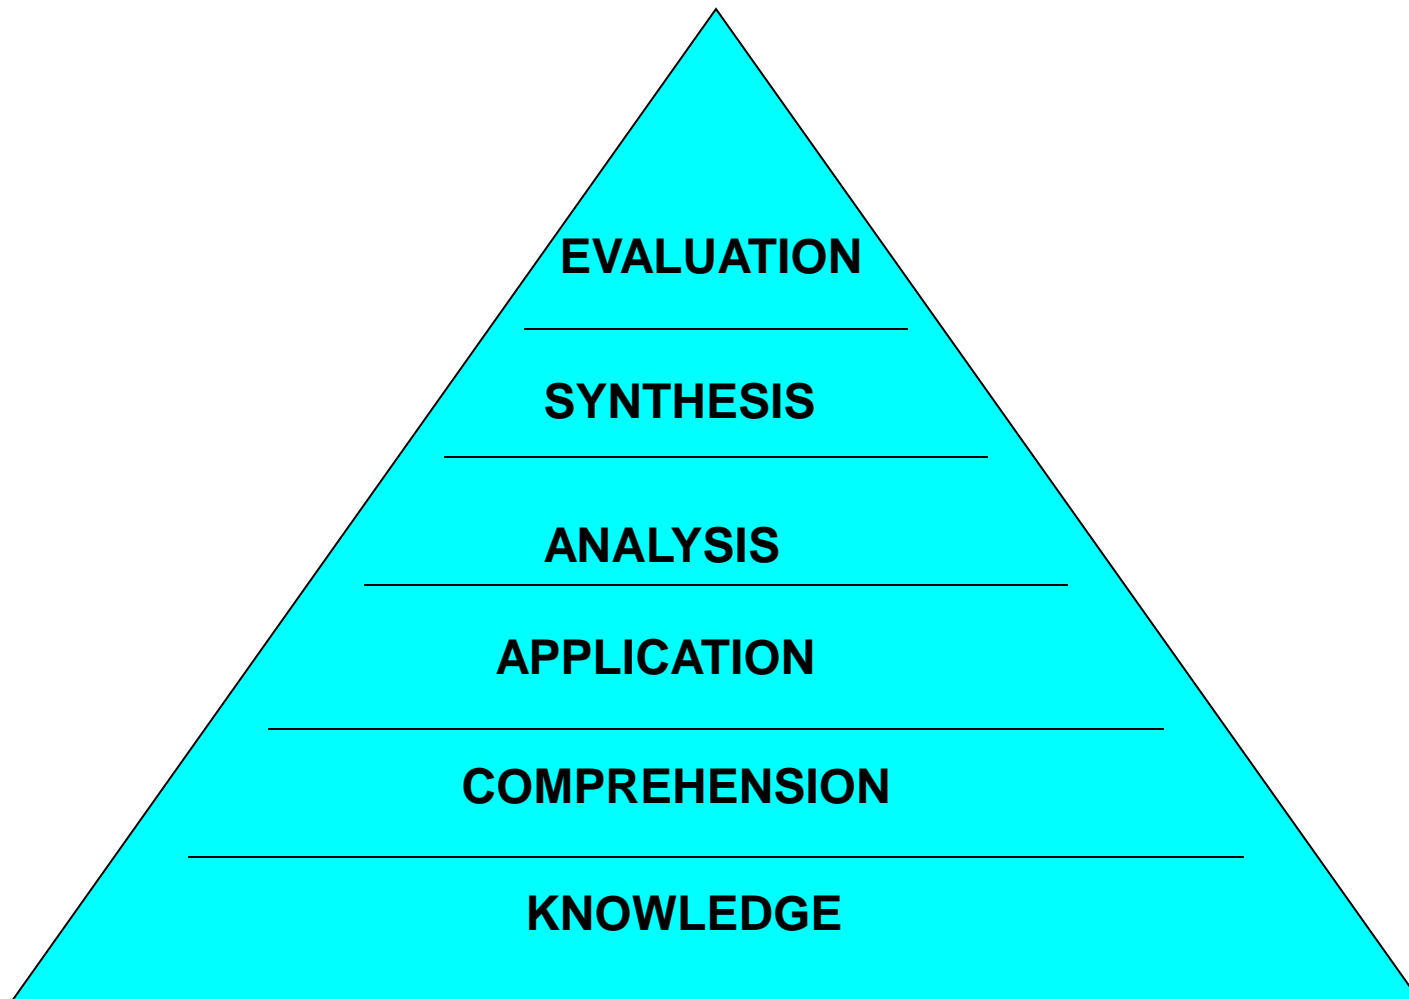 EVALUATION
SYNTHESIS
ANALYSIS
APPLICATION
COMPREHENSION
KNOWLEDGE